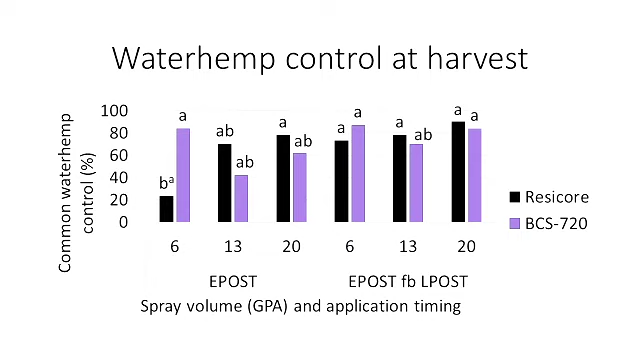 Waterhemp control at harvest
Common waterhemp
control (%)
100
80
60
40
20
0
bᵃ a ab ab a ab a a a ab a a
6 13 20 6 13 20
EPOST EPOST fb LPOST
Spray volume (GPA) and application timing
Resicore
BCS-720